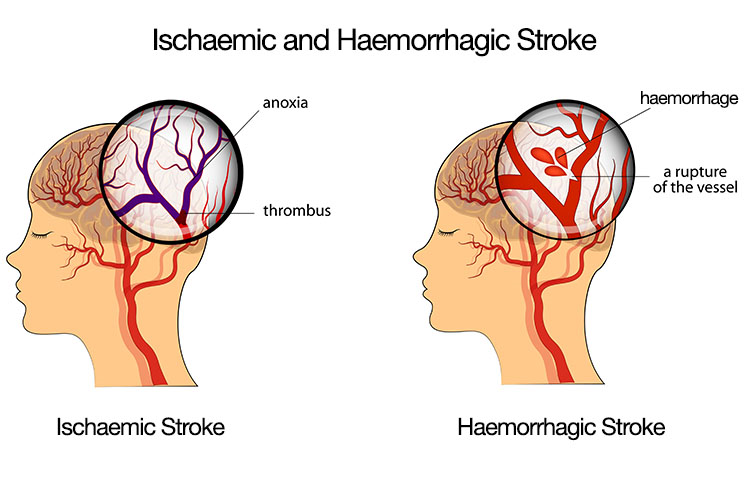 Ischaemic and Haemorrhagic Stroke
anoxia
thrombus
Ischaemic Stroke
haemorrhage
a rupture
of the vessel
Haemorrhagic Stroke